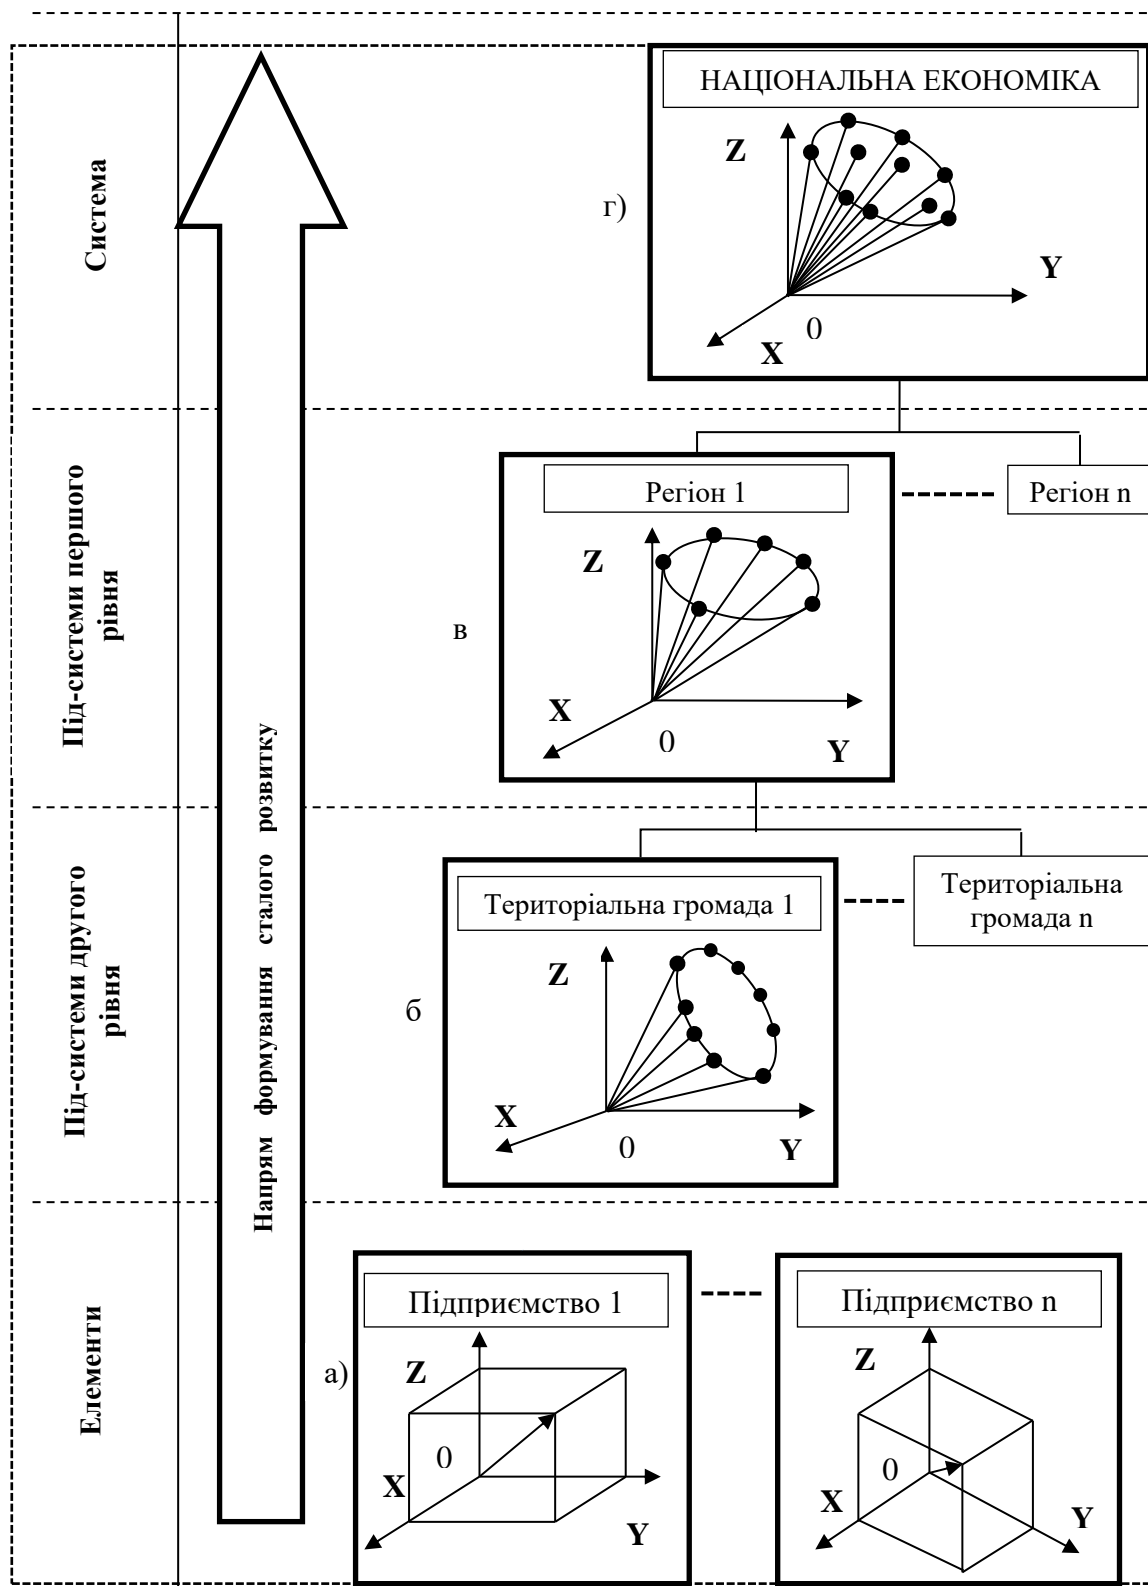 Система
НАЦІОНАЛЬНА ЕКОНОМІКА
Z
г)
Y
0
X
Під-системи першого
рівня
Регіон 1
Регіон n
Z
в
X
0
Y
Напрям формування сталого розвитку
Під-системи другого
рівня
Територіальна громада 1
Територіальна
громада n
Z
б
X
0
Y
Елементи
Підприємство 1
Підприємство n
а)
Z
0
X
Y
Z
0
X
Y